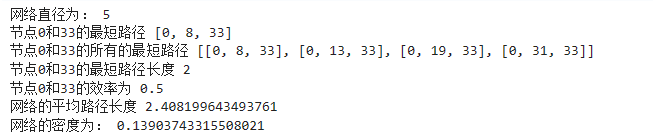 网络直径为: 5
节点0和33的最短路径 [0, 8, 33]
节点0和33的所有的最短路径 [[0, 8, 33], [0, 13, 33], [0, 19, 33], [0, 31, 33]]
节点0和33的最短路径长度 2
节点0和33的效率为 0.5
网络的平均路径长度 2.408199643493761
网络的密度为: 0.13903743315508021